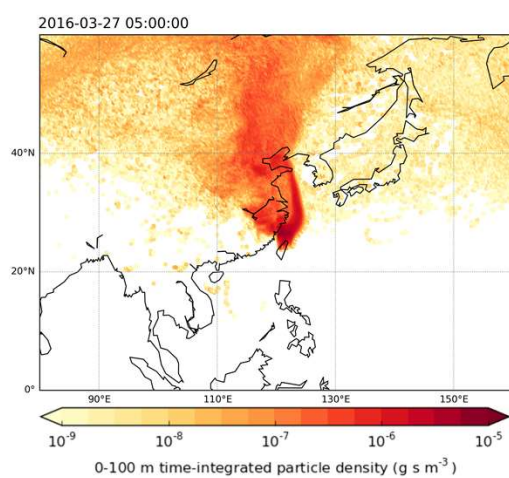 2016-03-27 05:00:00
40°N
20°N
0°
90°E 110°E 130°E 150°E
10⁻⁹ 10⁻⁸ 10⁻⁷ 10⁻⁶ 10⁻⁵
0-100 m time-integrated particle density (g s m⁻³)